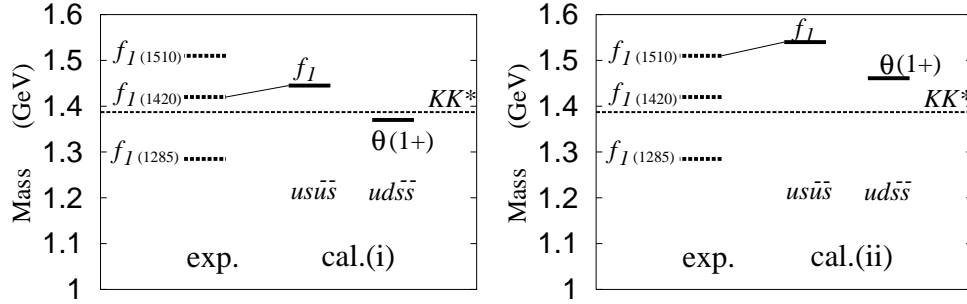 1.6
1.5
1.4
1.3
1.2
1.1
1
Mass (GeV)
f1 (1510)
f1 (1420)
f1 (1285)
f1
KK*
θ(1+)
usūs̄
uds̄s̄
exp.
cal.(i)
1.6
1.5
1.4
1.3
1.2
1.1
1
Mass (GeV)
f1 (1510)
f1 (1420)
f1 (1285)
f1
θ(1+)
KK*
usūs̄
uds̄s̄
exp.
cal.(ii)